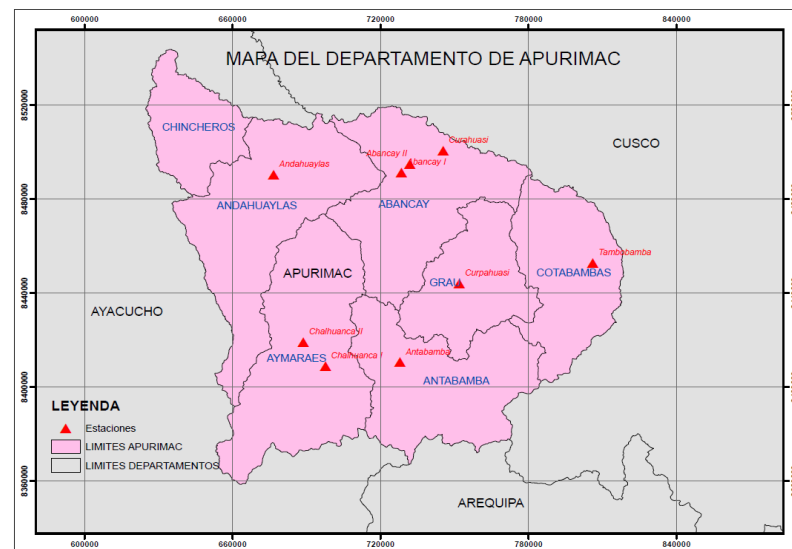 600000 660000 720000 780000 840000
MAPA DEL DEPARTAMENTO DE APURIMAC
8520000
CHINCHEROS
CUSCO
Curahuasi
Abancay II
Abancay I
Andahuaylas
8480000
ANDAHUAYLAS
ABANCAY
Tambobamba
APURIMAC
COTABAMBAS
Curpahuasi
GRAU
8440000
AYACUCHO
Chalhuanca II
Chalhuanca I
AYMARAES
Antabamba
ANTABAMBA
8400000
LEYENDA
Estaciones
LIMITES APURIMAC
LIMITES DEPARTAMENTOS
8360000
AREQUIPA
600000 660000 720000 780000 840000